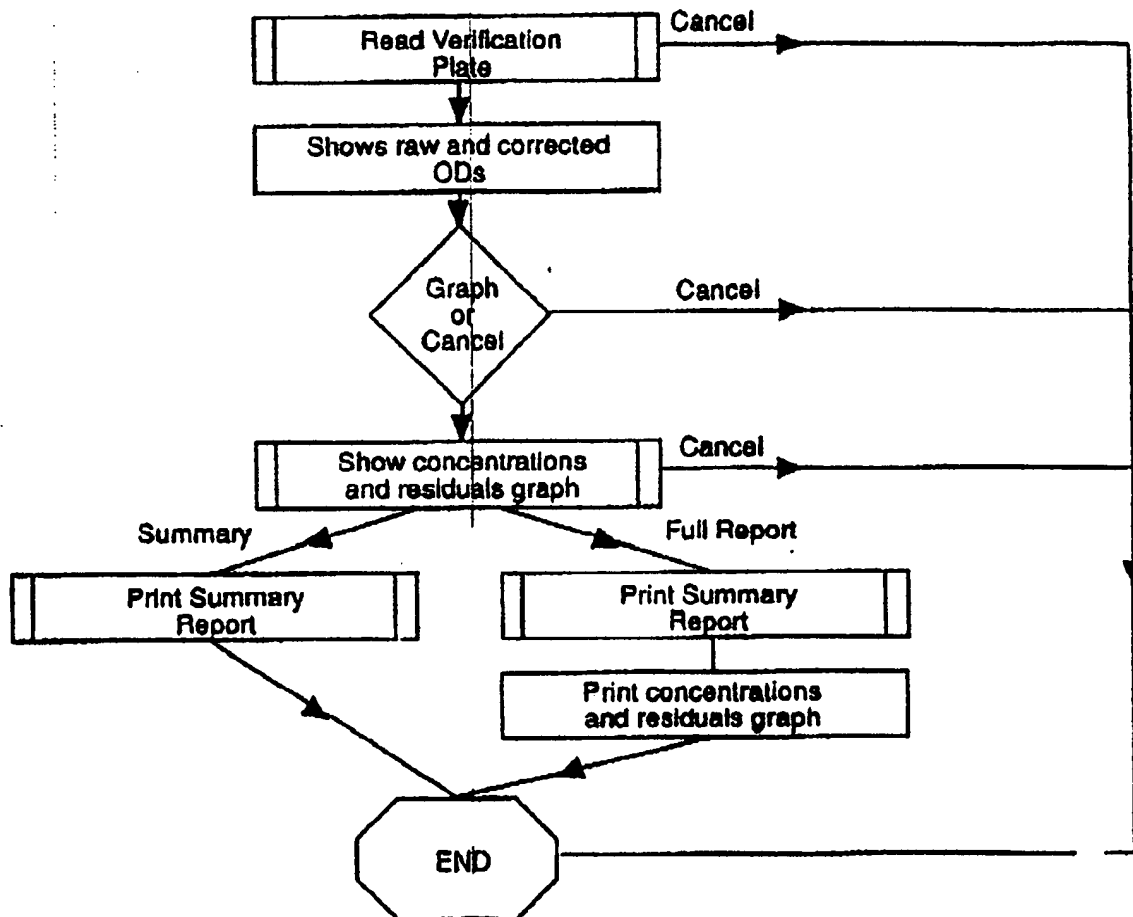 Read Verification
Plate
Cancel
Shows raw and corrected
ODs
Graph
or
Cancel
Cancel
Show concentrations
and residuals graph
Cancel
Summary
Full Report
Print Summary
Report
Print Summary
Report
Print concentrations
and residuals graph
END